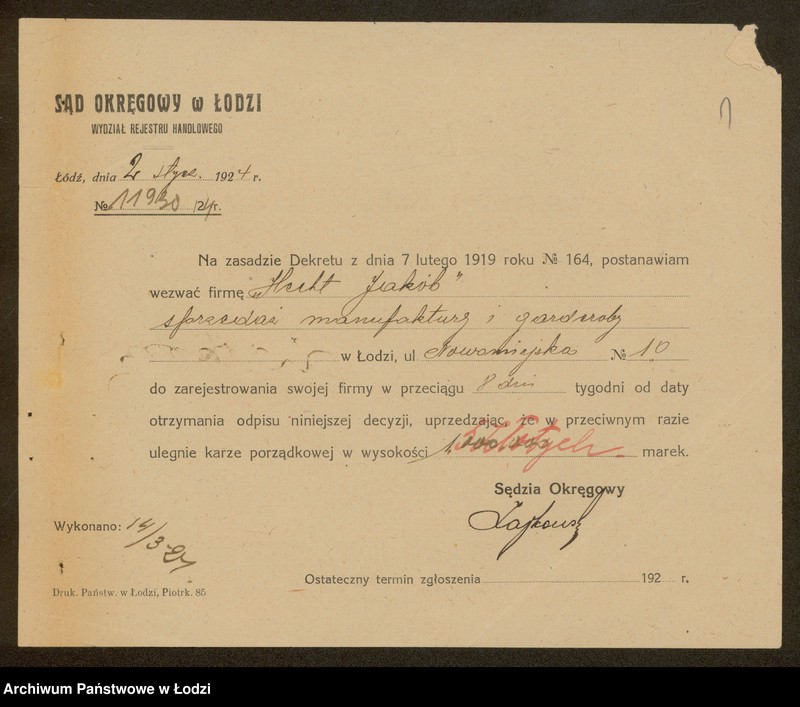 SĄD OKRĘGOWY w ŁODZI
WYDZIAŁ REJESTRU HANDLOWEGO
Łódź, dnia 2 stycz. 1924 r.
№ 11930/24r.
Na zasadzie Dekretu z dnia 7 lutego 1919 roku № 164, postanawiam
wezwać firmę „Hecht Jakób"
sprzedaż manufaktury i garderoby
w Łodzi, ul Nowomiejska № 10
do zarejestrowania swojej firmy w przeciągu 8 dni tygodni od daty
otrzymania odpisu niniejszej decyzji, uprzedzając, że w przeciwnym razie
ulegnie karze porządkowej w wysokości złotych marek.
Sędzia Okręgowy
Wykonano: 14/3-24
Ostateczny termin zgłoszenia 192 r.
Druk. Państw. w Łodzi, Piotrk. 85
Archiwum Państwowe w Łodzi